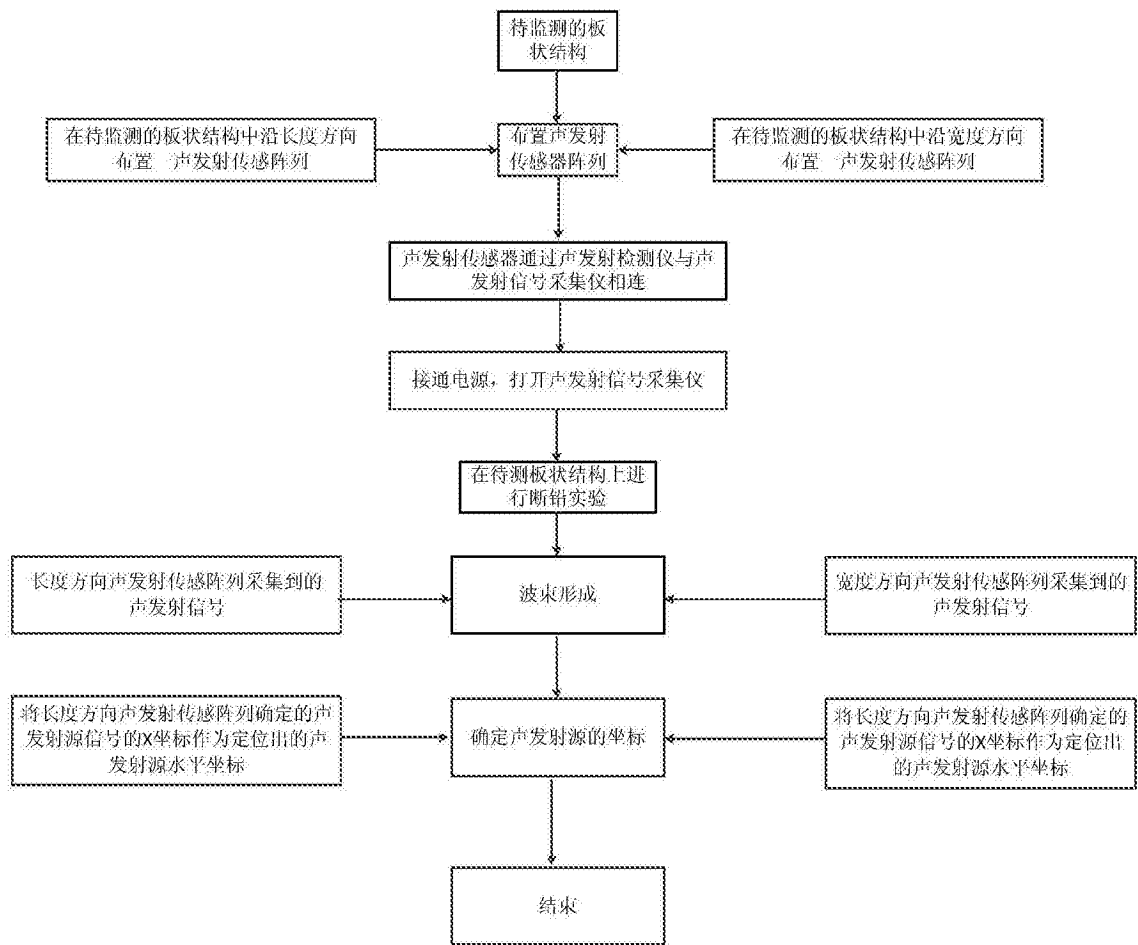 待监测的板
状结构
在待监测的板状结构中沿长度方向
布置一声发射传感阵列
布置声发射
传感器阵列
在待监测的板状结构中沿宽度方向
布置一声发射传感阵列
声发射传感器通过声发射检测仪与声
发射信号采集仪相连
接通电源，打开声发射信号采集仪
在待测板状结构上进
行断铅实验
长度方向声发射传感阵列采集到的
声发射信号
波束形成
宽度方向声发射传感阵列采集到的
声发射信号
将长度方向声发射传感阵列确定的声
发射源信号的X坐标作为定位出的声
发射源水平坐标
确定声发射源的坐标
将长度方向声发射传感阵列确定的
声发射源信号的X坐标作为定位出
的声发射源水平坐标
结束